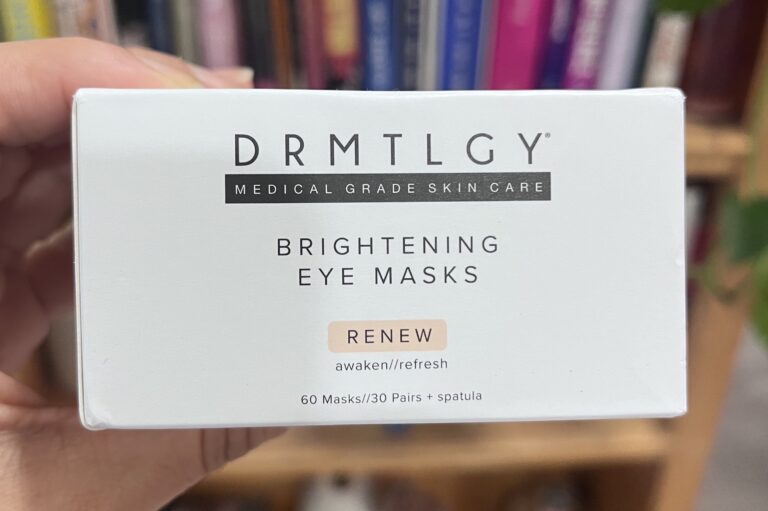 DRMTLGY®
MEDICAL GRADE SKIN CARE
BRIGHTENING
EYE MASKS
RENEW
awaken//refresh
60 Masks//30 Pairs + spatula